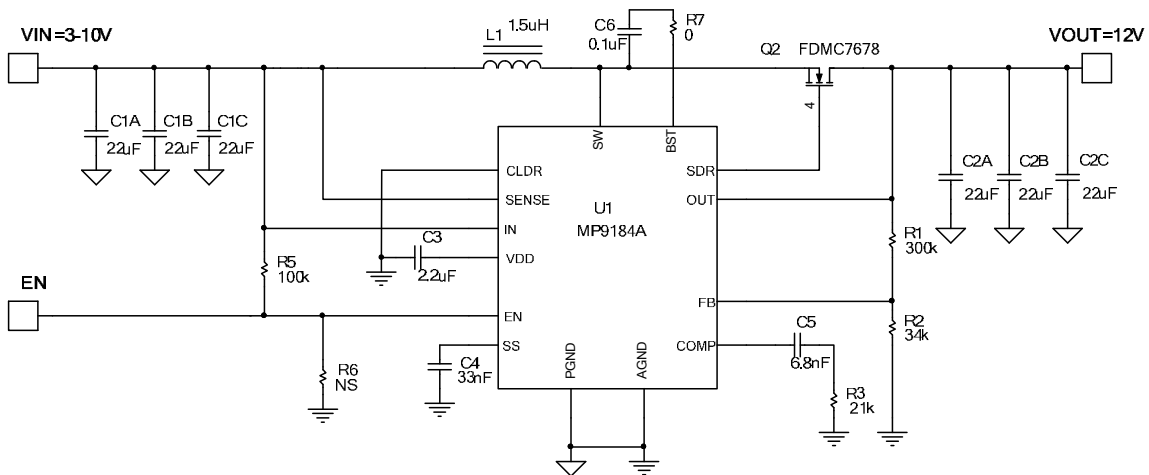 VIN=3-10V
L1
1.5uH
C6
0.1uF
R7
0
Q2
FDMC7678
VOUT=12V
4
C1A
22uF
C1B
22uF
C1C
22uF
SW
BST
CLDR
SENSE
IN
VDD
EN
SS
U1
MP9184A
SDR
OUT
FB
COMP
PGND
AGND
C2A
22uF
C2B
22uF
C2C
22uF
C3
2.2uF
R5
100k
R1
300k
EN
R6
NS
C4
33nF
C5
6.8nF
R2
34k
R3
21k